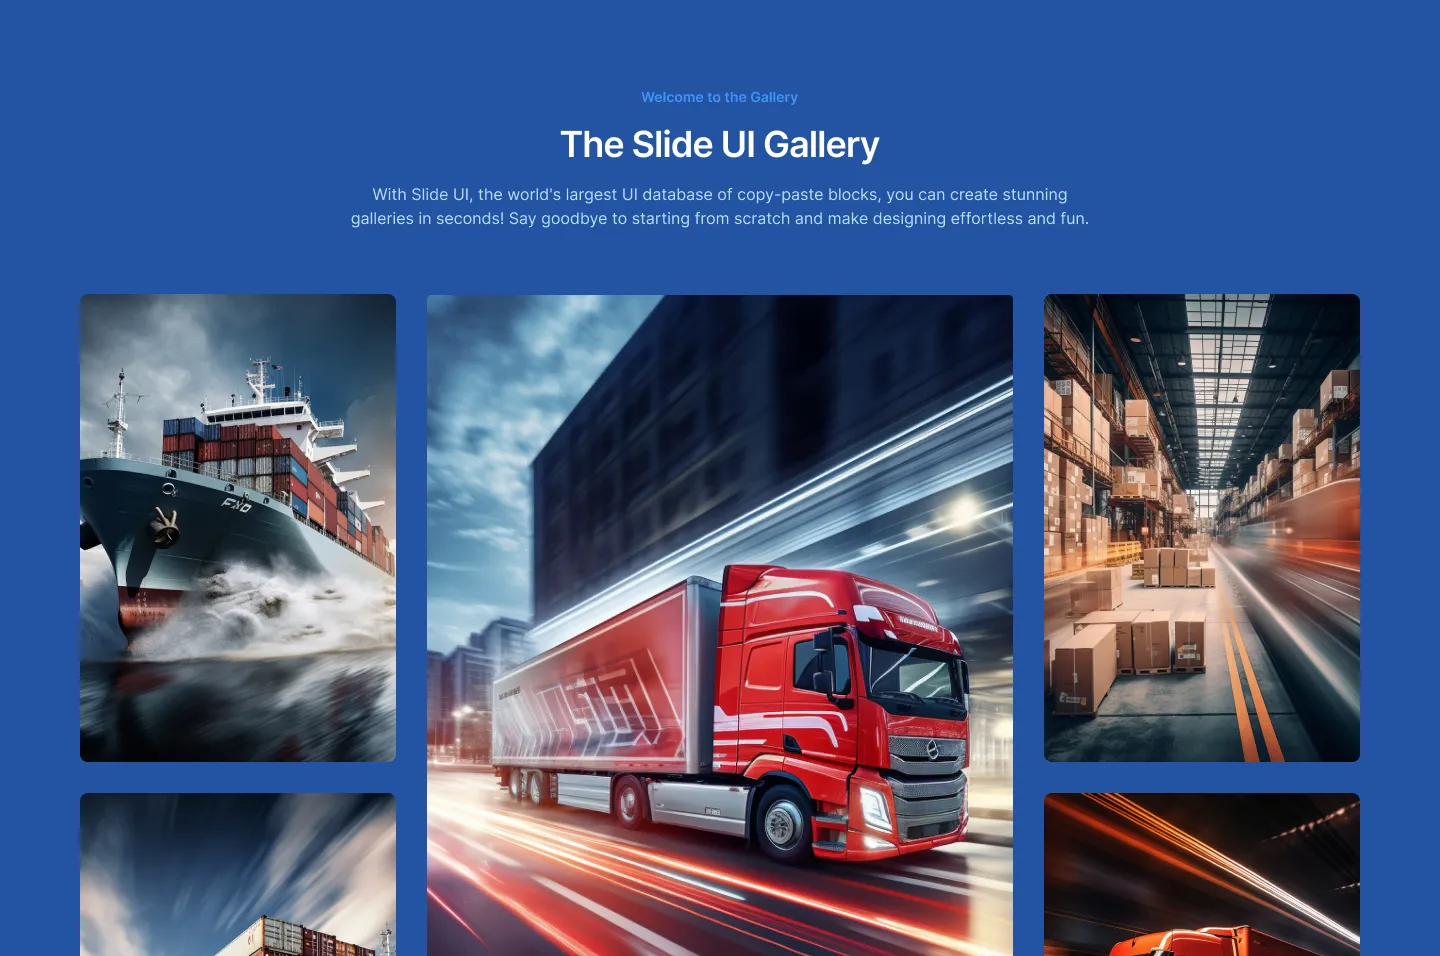 Welcome to the Gallery
The Slide UI Gallery
With Slide UI, the world's largest UI database of copy-paste blocks, you can create stunning
galleries in seconds! Say goodbye to starting from scratch and make designing effortless and fun.
FXD